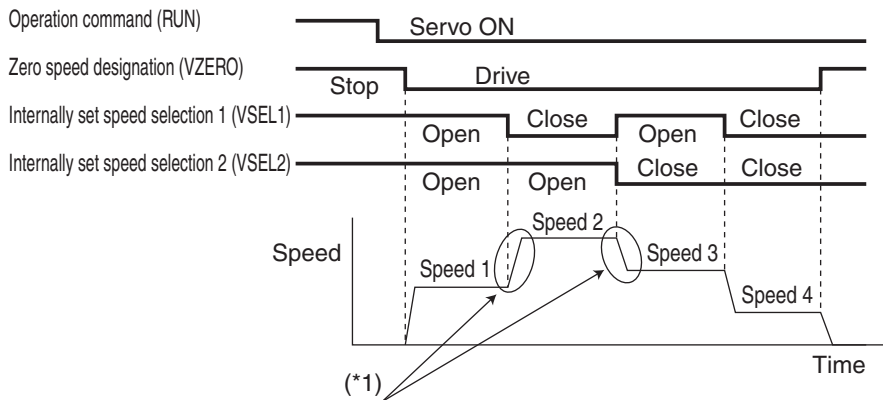 Operation command (RUN)
Servo ON
Zero speed designation (VZERO)
Stop
Drive
Internally set speed selection 1 (VSEL1)
Open
Close
Open
Close
Internally set speed selection 2 (VSEL2)
Open
Open
Close
Close
Speed
Speed 1
Speed 2
Speed 3
Speed 4
Time
(*1)